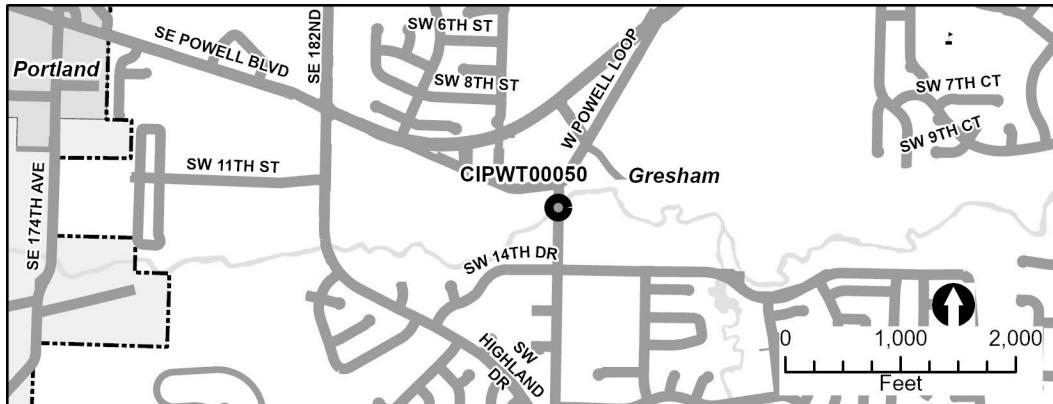 SW 6TH ST
SE POWELL BLVD
SE 182ND
W POWELL LOOP
Portland
SW 8TH ST
SW 7TH CT
SW 9TH CT
SW 11TH ST
CIPWT00050
Gresham
SE 174TH AVE
SW 14TH DR
SW
HIGHLAND
DR
0 1,000 2,000
Feet